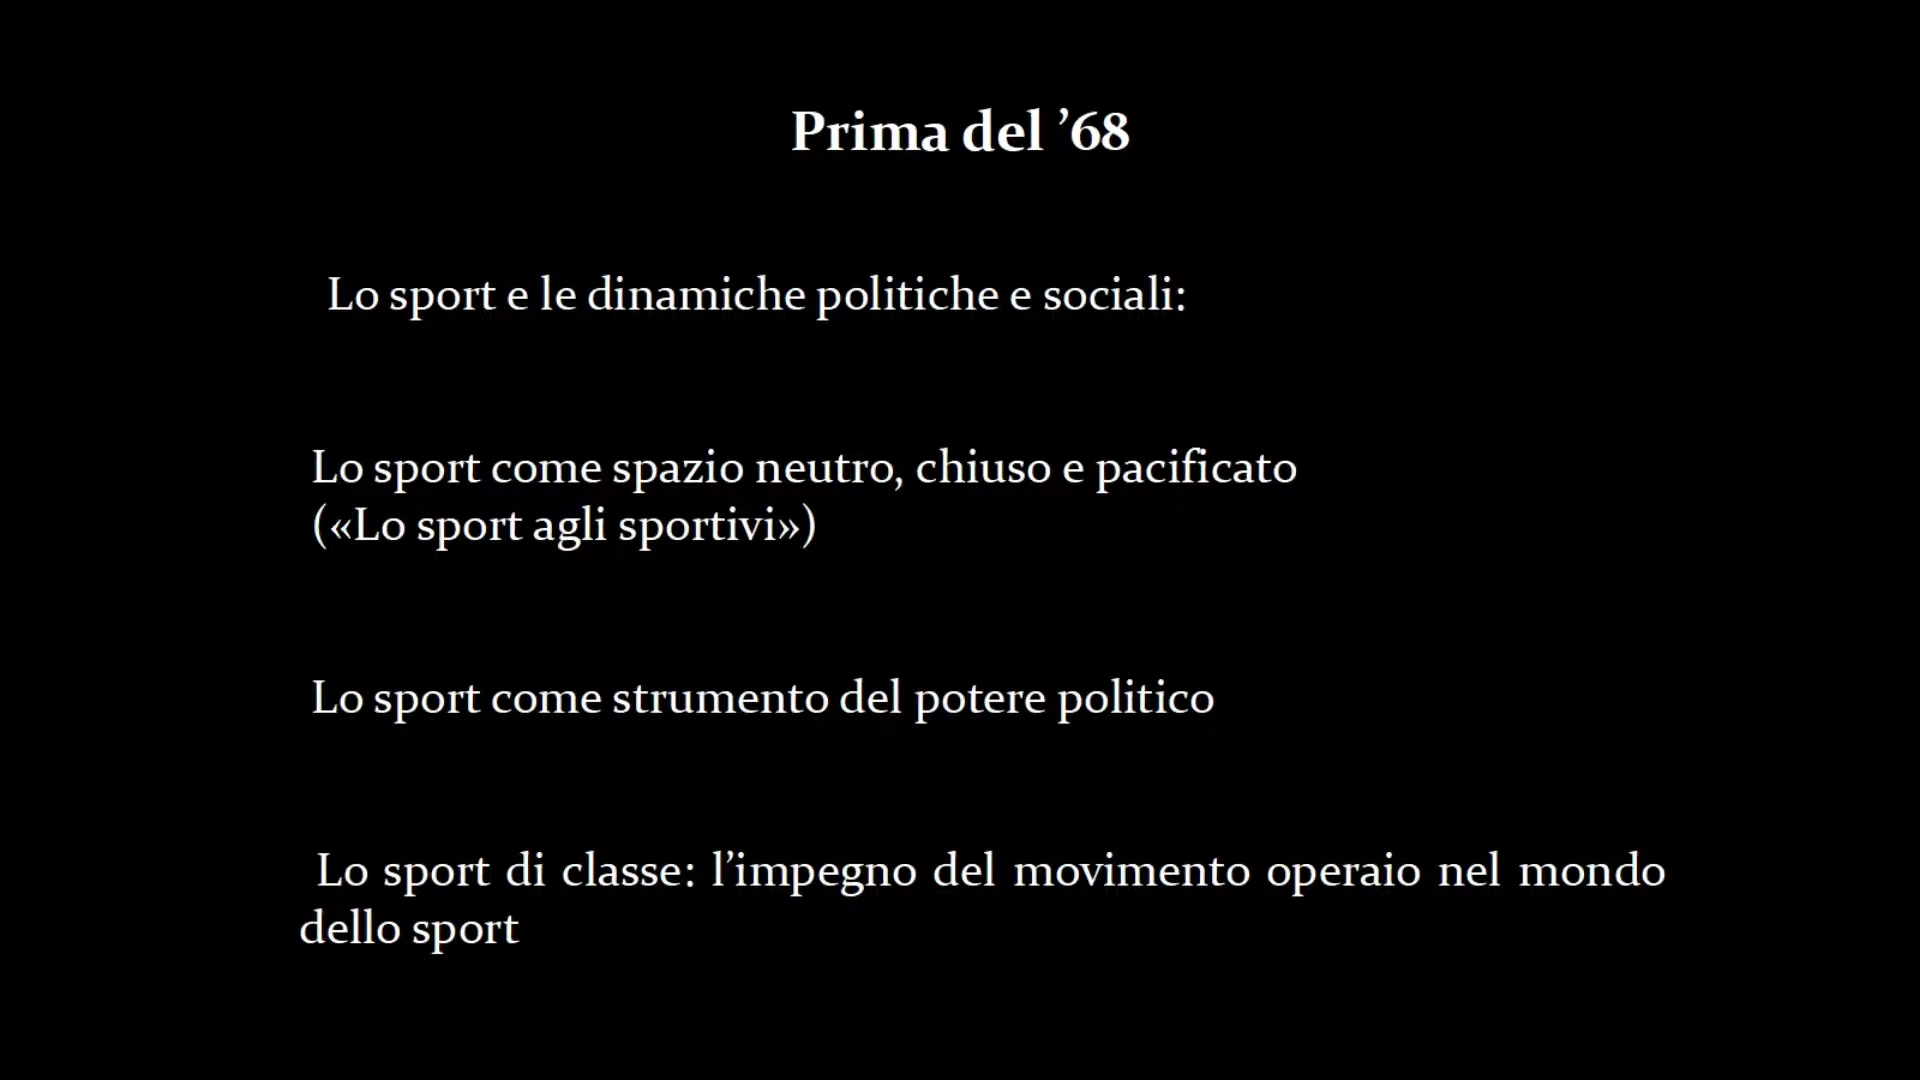 Prima del ’68
Lo sport e le dinamiche politiche e sociali:
Lo sport come spazio neutro, chiuso e pacificato
(«Lo sport agli sportivi»)
Lo sport come strumento del potere politico
Lo sport di classe: l’impegno del movimento operaio nel mondo
dello sport